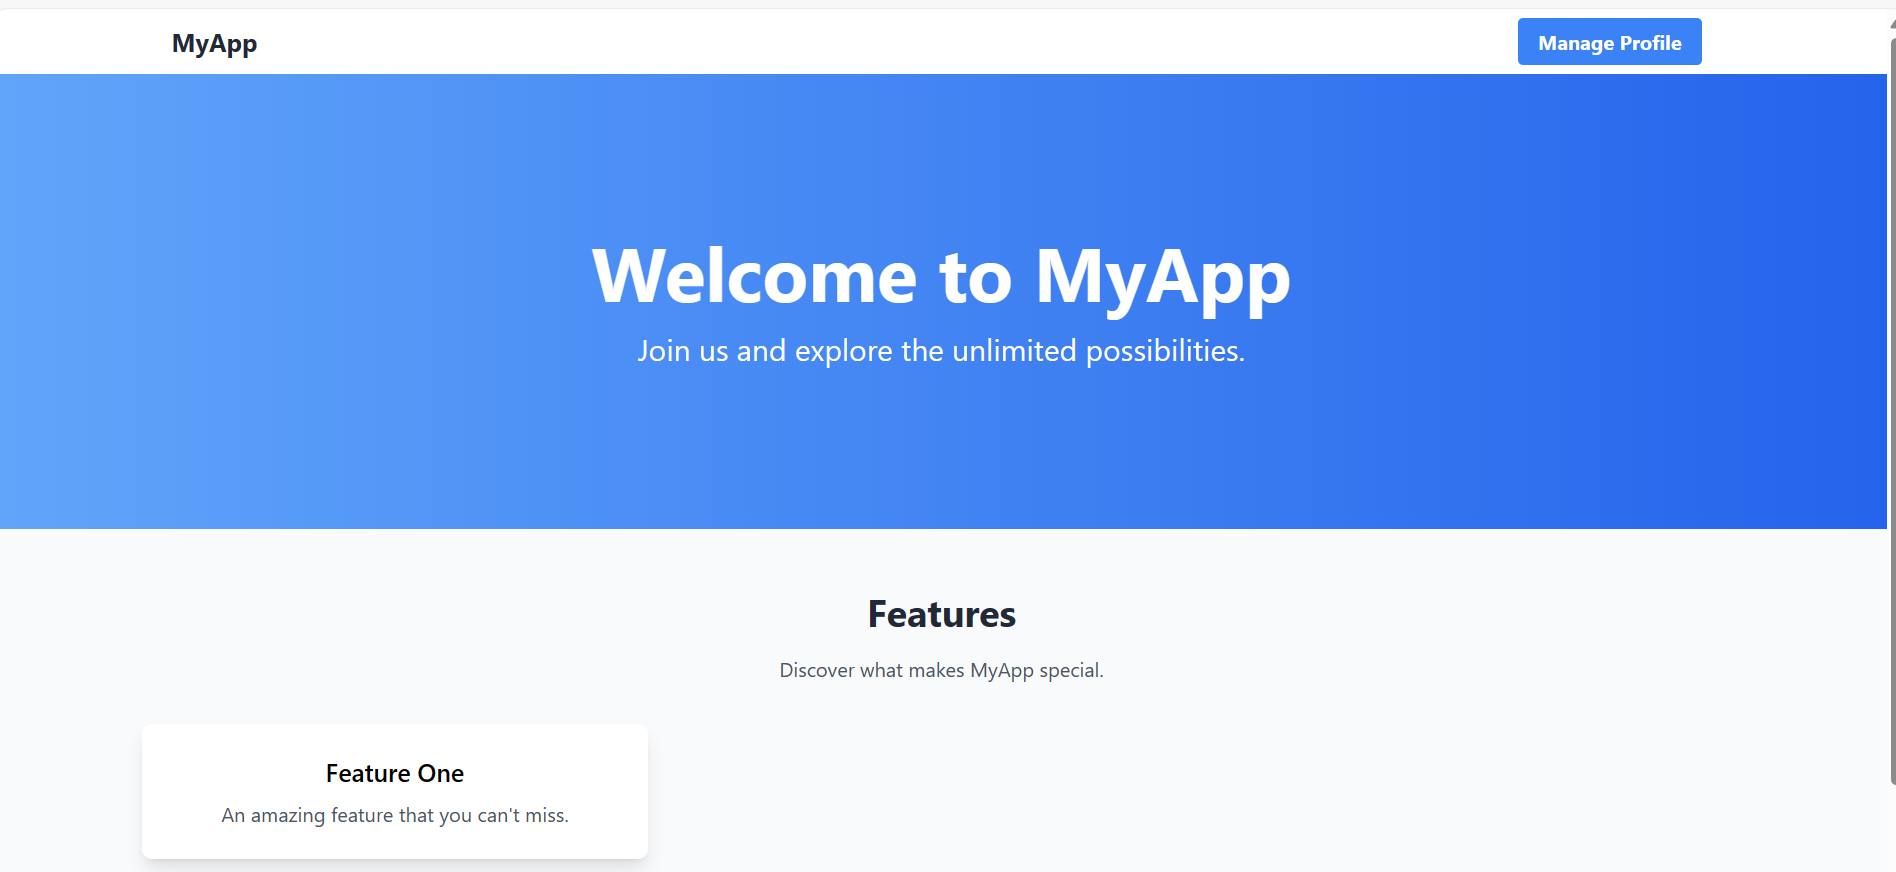 MyApp
Manage Profile
Welcome to MyApp
Join us and explore the unlimited possibilities.
Features
Discover what makes MyApp special.
Feature One
An amazing feature that you can't miss.